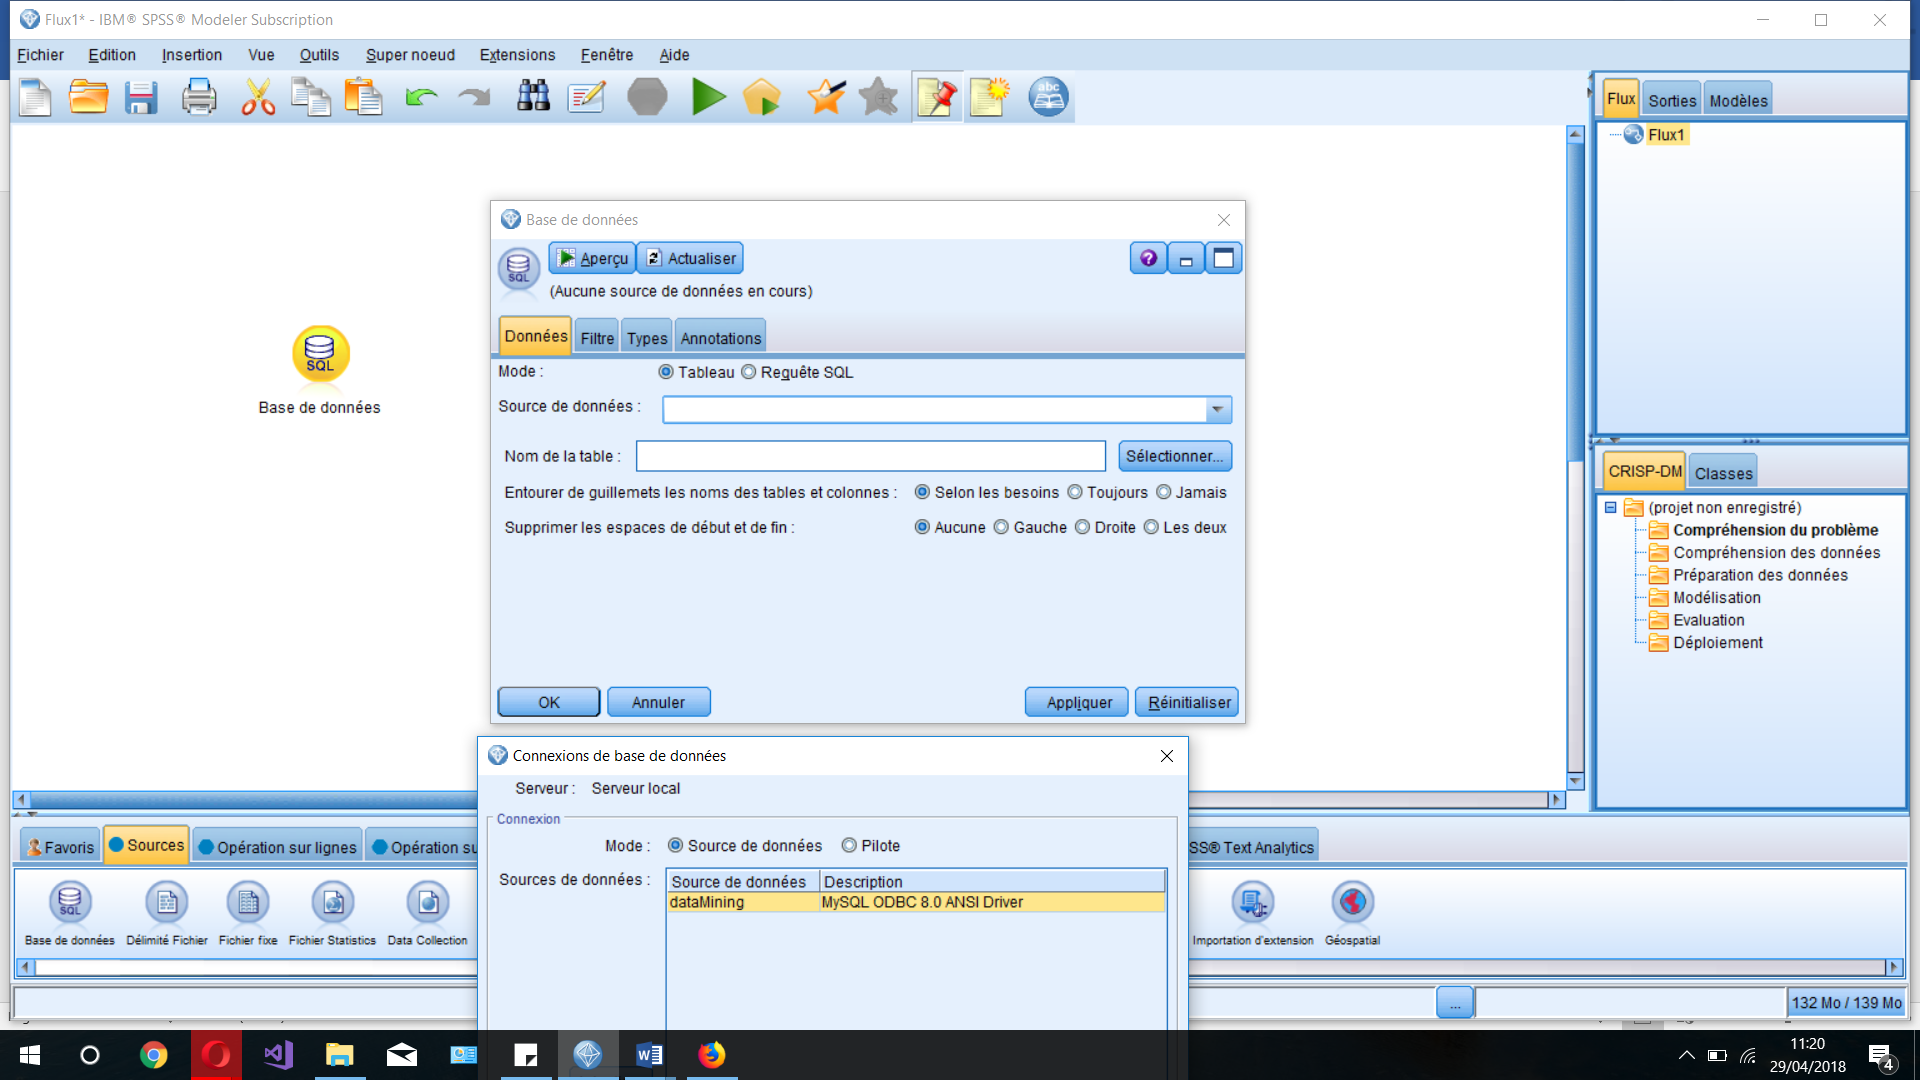 Flux1* - IBM® SPSS® Modeler Subscription
Fichier Edition Insertion Vue Outils Super noeud Extensions Fenêtre Aide
abc
Flux Sorties Modèles
Flux1
Base de données
SQL
Aperçu Actualiser
(Aucune source de données en cours)
Données Filtre Types Annotations
Mode : Tableau Requête SQL
Source de données :
Nom de la table : Sélectionner...
Entourer de guillemets les noms des tables et colonnes : Selon les besoins Toujours Jamais
Supprimer les espaces de début et de fin : Aucune Gauche Droite Les deux
OK Annuler Appliquer Réinitialiser
SQL
Base de données
CRISP-DM Classes
(projet non enregistré)
Compréhension du problème
Compréhension des données
Préparation des données
Modélisation
Evaluation
Déploiement
Connexions de base de données
Serveur : Serveur local
Connexion
Mode : Source de données Pilote
Sources de données : Source de données Description
dataMining MySQL ODBC 8.0 ANSI Driver
Favoris Sources Opération sur lignes Opération su SS® Text Analytics
SQL
Base de données Délimité Fichier Fichier fixe Fichier Statistics Data Collection Importation d'extension Géospatial
... 132 Mo / 139 Mo
11:20
29/04/2018
4